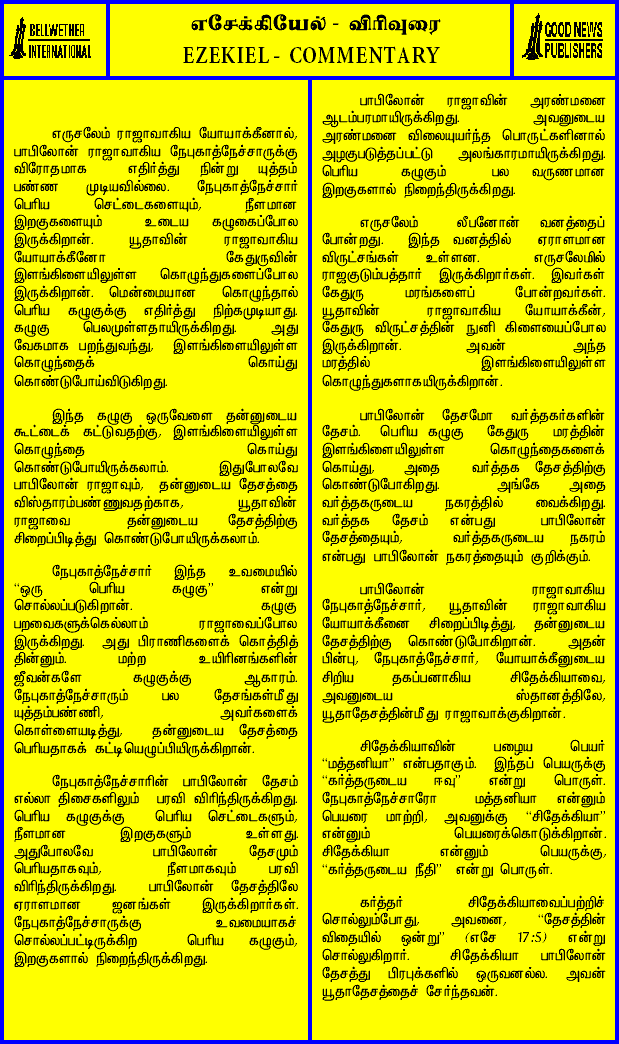 BELLWETHER
INTERNATIONAL
எசேக்கியேல் - விரிவுரை
EZEKIEL - COMMENTARY
GOOD NEWS
PUBLISHERS
எருசலேம் ராஜாவாகிய யோயாக்கீனால்,
பாபிலோன் ராஜாவாகிய நேபுகாத்நேச்சாருக்கு
விரோதமாக எதிர்த்து நின்று யுத்தம்
பண்ண முடியவில்லை. நேபுகாத்நேச்சார்
பெரிய செட்டைகளையும், நீளமான
இறகுகளையும் உடைய கழுகைப்போல
இருக்கிறான். யூதாவின் ராஜாவாகிய
யோயாக்கீனோ கேதுருவின்
இளங்கிளையிலுள்ள கொழுந்துகளைப்போல
இருக்கிறான். மென்மையான கொழுந்தால்
பெரிய கழுகுக்கு எதிர்த்து நிற்கமுடியாது.
கழுகு பெலமுள்ளதாயிருக்கிறது. அது
வேகமாக பறந்துவந்து, இளங்கிளையிலுள்ள
கொழுந்தைக் கொய்து
கொண்டுபோய்விடுகிறது.
இந்த கழுகு ஒருவேளை தன்னுடைய
கூட்டைக் கட்டுவதற்கு, இளங்கிளையிலுள்ள
கொழுந்தை கொய்து
கொண்டுபோயிருக்கலாம். இதுபோலவே
பாபிலோன் ராஜாவும், தன்னுடைய தேசத்தை
விஸ்தாரம்பண்ணுவதற்காக, யூதாவின்
ராஜாவை தன்னுடைய தேசத்திற்கு
சிறைப்பிடித்து கொண்டுபோயிருக்கலாம்.
நேபுகாத்நேச்சார் இந்த உவமையில்
“ஒரு பெரிய கழுகு” என்று
சொல்லப்படுகிறான். கழுகு
பறவைகளுக்கெல்லாம் ராஜாவைப்போல
இருக்கிறது. அது பிராணிகளைக் கொத்தித்
தின்னும். மற்ற உயிரினங்களின்
ஜீவன்களே கழுகுக்கு ஆகாரம்.
நேபுகாத்நேச்சாரும் பல தேசங்கள்மீது
யுத்தம்பண்ணி, அவர்களைக்
கொள்ளையடித்து, தன்னுடைய தேசத்தை
பெரியதாகக் கட்டியெழுப்பியிருக்கிறான்.
நேபுகாத்நேச்சாரின் பாபிலோன் தேசம்
எல்லா திசைகளிலும் பரவி விரிந்திருக்கிறது.
பெரிய கழுகுக்கு பெரிய செட்டைகளும்,
நீளமான இறகுகளும் உள்ளது.
அதுபோலவே பாபிலோன் தேசமும்
பெரியதாகவும், நீளமாகவும் பரவி
விரிந்திருக்கிறது. பாபிலோன் தேசத்திலே
ஏராளமான ஜனங்கள் இருக்கிறார்கள்.
நேபுகாத்நேச்சாருக்கு உவமையாகச்
சொல்லப்பட்டிருக்கிற பெரிய கழுகும்,
இறகுகளால் நிறைந்திருக்கிறது.
பாபிலோன் ராஜாவின் அரண்மனை
ஆடம்பரமாயிருக்கிறது. அவனுடைய
அரண்மனை விலையுயர்ந்த பொருட்களினால்
அழகுபடுத்தப்பட்டு அலங்காரமாயிருக்கிறது.
பெரிய கழுகும் பல வருணமான
இறகுகளால் நிறைந்திருக்கிறது.
எருசலேம் லீபனோன் வனத்தைப்
போன்றது. இந்த வனத்தில் ஏராளமான
விருட்சங்கள் உள்ளன. எருசலேமில்
ராஜகுடும்பத்தார் இருக்கிறார்கள். இவர்கள்
கேதுரு மரங்களைப் போன்றவர்கள்.
யூதாவின் ராஜாவாகிய யோயாக்கீன்,
கேதுரு விருட்சத்தின் நுனி கிளையைப்போல
இருக்கிறான். அவன் அந்த
மரத்தில் இளங்கிளையிலுள்ள
கொழுந்துகளாகயிருக்கிறான்.
பாபிலோன் தேசமோ வர்த்தகர்களின்
தேசம். பெரிய கழுகு கேதுரு மரத்தின்
இளங்கிளையிலுள்ள கொழுந்தைகளைக்
கொய்து, அதை வர்த்தக தேசத்திற்கு
கொண்டுபோகிறது. அங்கே அதை
வர்த்தகருடைய நகரத்தில் வைக்கிறது.
வர்த்தக தேசம் என்பது பாபிலோன்
தேசத்தையும், வர்த்தகருடைய நகரம்
என்பது பாபிலோன் நகரத்தையும் குறிக்கும்.
பாபிலோன் ராஜாவாகிய
நேபுகாத்நேச்சார், யூதாவின் ராஜாவாகிய
யோயாக்கீனை சிறைப்பிடித்து, தன்னுடைய
தேசத்திற்கு கொண்டுபோகிறான். அதன்
பின்பு, நேபுகாத்நேச்சார், யோயாக்கீனுடைய
சிறிய தகப்பனாகிய சிதேக்கியாவை,
அவனுடைய ஸ்தானத்திலே,
யூதாதேசத்தின்மீது ராஜாவாக்குகிறான்.
சிதேக்கியாவின் பழைய பெயர்
“மத்தனியா” என்பதாகும். இந்தப் பெயருக்கு
“கர்த்தருடைய ஈவு” என்று பொருள்.
நேபுகாத்நேச்சாரோ மத்தனியா என்னும்
பெயரை மாற்றி, அவனுக்கு “சிதேக்கியா”
என்னும் பெயரைக்கொடுக்கிறான்.
சிதேக்கியா என்னும் பெயருக்கு,
“கர்த்தருடைய நீதி” என்று பொருள்.
கர்த்தர் சிதேக்கியாவைப்பற்றிச்
சொல்லும்போது, அவனை, “தேசத்தின்
விதையில் ஒன்று” (எசே 17:5) என்று
சொல்லுகிறார். சிதேக்கியா பாபிலோன்
தேசத்து பிரபுக்களில் ஒருவனல்ல. அவன்
யூதாதேசத்தைச் சேர்ந்தவன்.